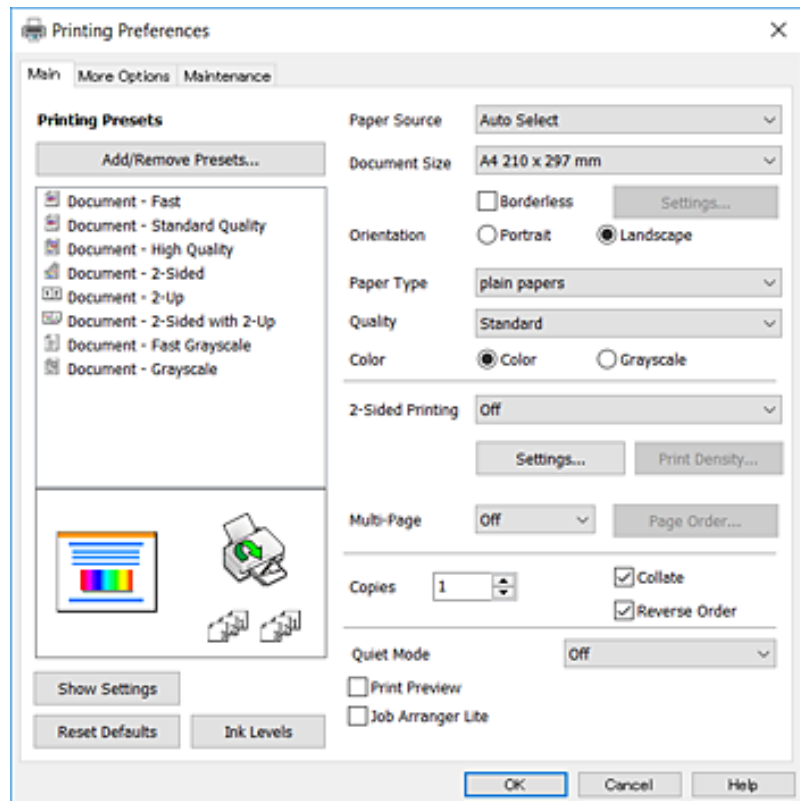 Printing Preferences
Main More Options Maintenance
Printing Presets
Add/Remove Presets...
Document - Fast
Document - Standard Quality
Document - High Quality
Document - 2-Sided
Document - 2-Up
Document - 2-Sided with 2-Up
Document - Fast Grayscale
Document - Grayscale
Show Settings
Reset Defaults Ink Levels
Paper Source Auto Select
Document Size A4 210 x 297 mm
Borderless Settings...
Orientation Portrait Landscape
Paper Type plain papers
Quality Standard
Color Color Grayscale
2-Sided Printing Off
Settings... Print Density...
Multi-Page Off Page Order...
Copies 1 Collate
Reverse Order
Quiet Mode Off
Print Preview
Job Arranger Lite
OK Cancel Help